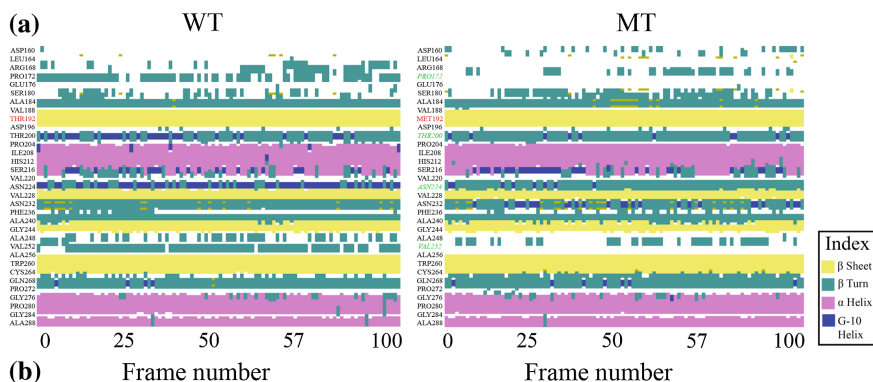 (a)
WT
MT
ASP160
LEU164
ARG168
PRO172
GLU176
SER180
ALA184
VAL188
THR192
ASP196
THR200
PRO204
ILE208
HIS212
SER216
VAL220
ASN224
VAL228
ASN232
PHE236
ALA240
GLY244
ALA248
VAL252
ALA256
TRP260
CYS264
GLN268
PRO272
GLY276
PRO280
GLY284
ALA288
0 25 50 57 100
ASP160
LEU164
ARG168
PRO172
GLU176
SER180
ALA184
VAL188
MET192
ASP196
THR200
PRO204
ILE208
HIS212
SER216
VAL220
ASN224
VAL228
ASN232
PHE236
ALA240
GLY244
ALA248
VAL252
ALA256
TRP260
CYS264
GLN268
PRO272
GLY276
PRO280
GLY284
ALA288
0 25 50 57 100
Index
β Sheet
β Turn
α Helix
G-10
Helix
(b)
Frame number
Frame number